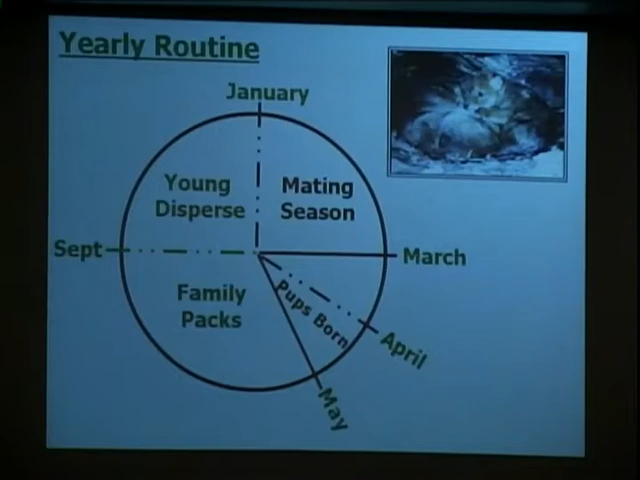 Yearly Routine
January
Young
Disperse
Mating
Season
Sept
March
Family
Packs
Pups Born
April
May